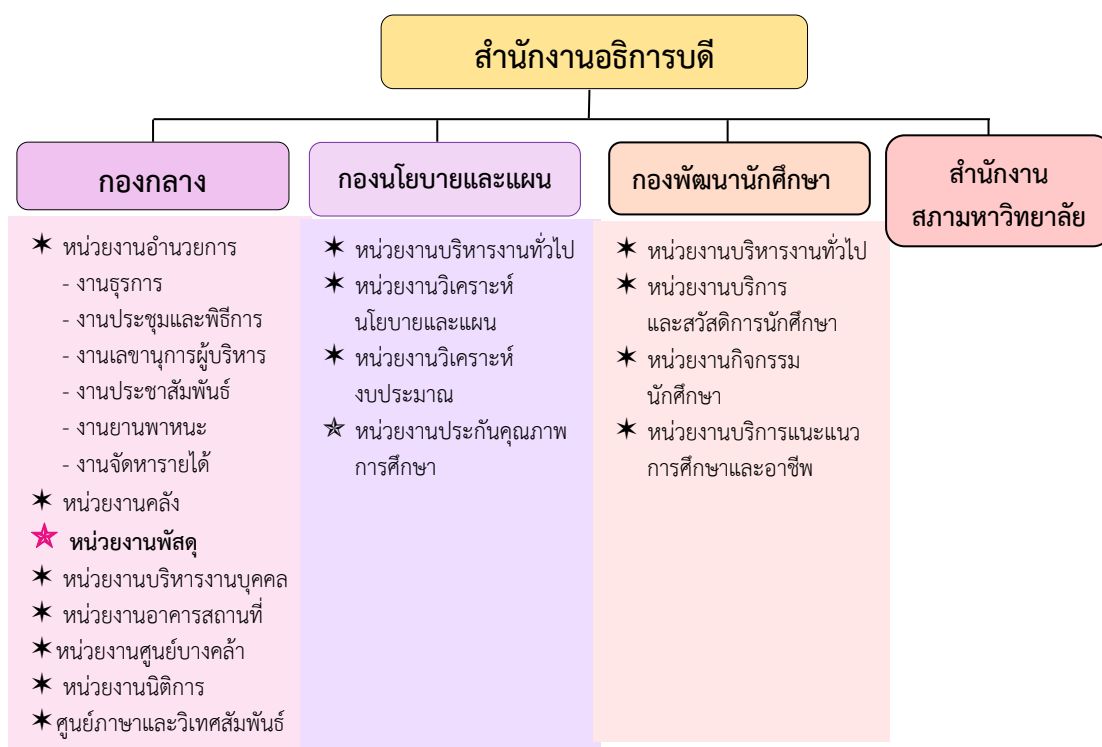 สำนักงานอธิการบดี
กองกลาง
หน่วยงานอำนวยการ
- งานธุรการ
- งานประชุมและพิธีการ
- งานเลขานุการผู้บริหาร
- งานประชาสัมพันธ์
- งานยานพาหนะ
- งานจัดหารายได้
หน่วยงานคลัง
หน่วยงานพัสดุ
หน่วยงานบริหารงานบุคคล
หน่วยงานอาคารสถานที่
หน่วยงานศูนย์บางคล้า
หน่วยงานนิติการ
ศูนย์ภาษาและวิเทศสัมพันธ์
กองนโยบายและแผน
หน่วยงานบริหารงานทั่วไป
หน่วยงานวิเคราะห์
นโยบายและแผน
หน่วยงานวิเคราะห์
งบประมาณ
หน่วยงานประกันคุณภาพ
การศึกษา
กองพัฒนานักศึกษา
หน่วยงานบริหารงานทั่วไป
หน่วยงานบริการ
และสวัสดิการนักศึกษา
หน่วยงานกิจกรรม
นักศึกษา
หน่วยงานบริการแนะแนว
การศึกษาและอาชีพ
สำนักงาน
สภามหาวิทยาลัย